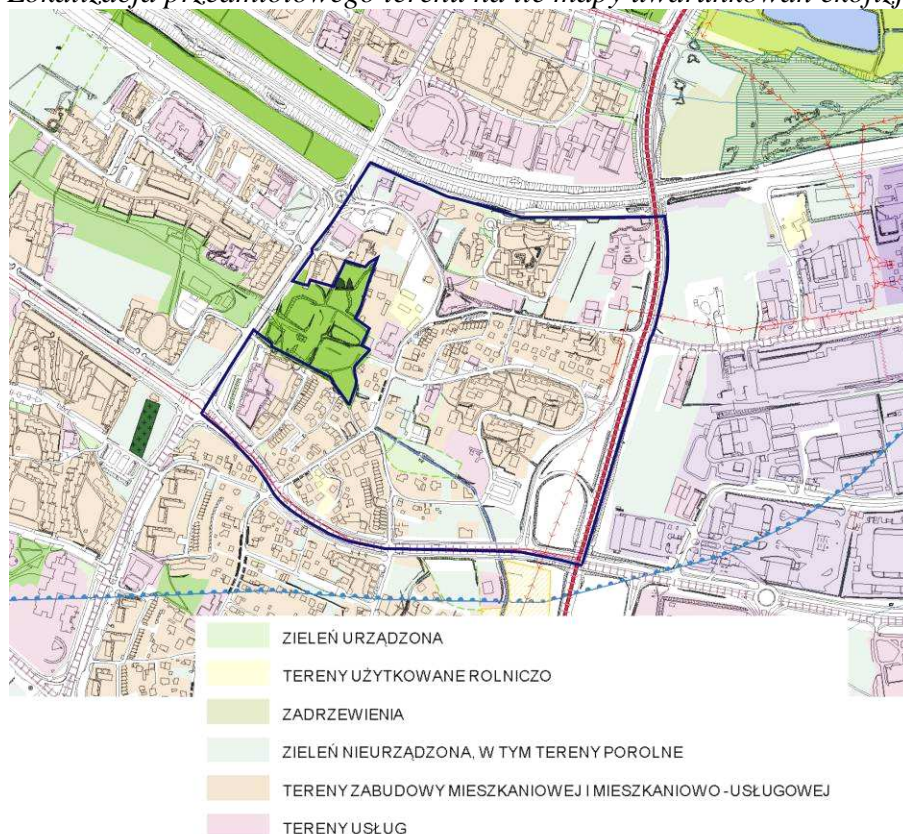 Lokalizacja przedmiotowego terenu na tle mapy uwarunkowań
ZIELEŃ URZĄDZONA
TERENY UŻYTKOWANE ROLNICZO
ZADRZEWIENIA
ZIELEŃ NIEURZĄDZONA, W TYM TERENY POROLNE
TERENY ZABUDOWY MIESZKANIOWEJ I MIESZKANIOWO -USŁUGOWEJ
TERENY USŁUG